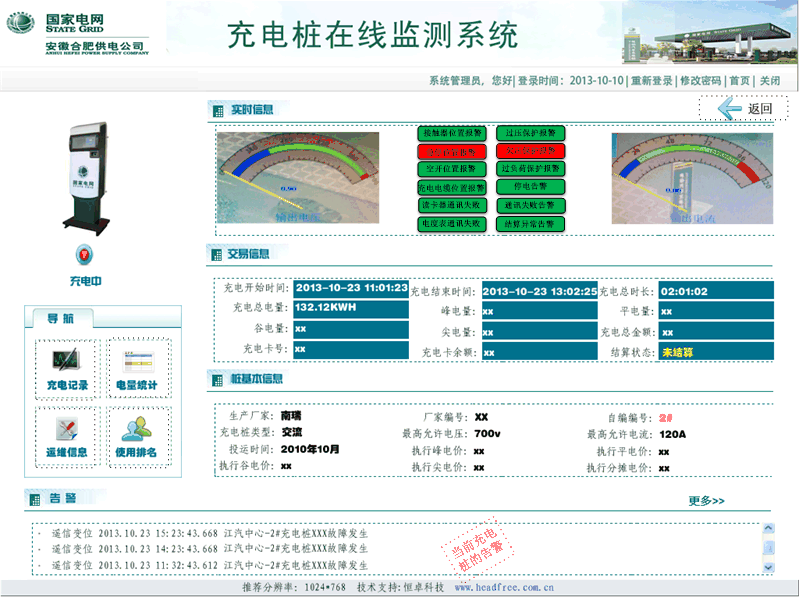 国家电网
STATE GRID
安徽合肥供电公司
ANHUI HEFEI POWER SUPPLY COMPANY
充电桩在线监测系统
系统管理员，您好| 登录时间：2013-10-10 | 重新登录 | 修改密码 | 首页 | 关闭
返回
国家电网
充电中
导 航
充电记录 电量统计
运维信息 使用排名
实时信息
0.00
输出电压
接触器位置报警 过压保护报警
空开位置报警 过负荷保护报警
充电电缆位置报警 停电告警
读卡器通讯失败 通讯失败告警
电度表通讯失败 结算异常告警
0.00
输出电流
交易信息
充电开始时间： 2013-10-23 11:01:23 充电结束时间： 2013-10-23 13:02:25 充电总时长： 02:01:02
充电总电量： 132.12KWH 峰电量： xx 平电量： xx
谷电量： xx 尖电量： xx 充电总金额： xx
充电卡号： xx 充电卡余额： xx 结算状态： 未结算
桩基本信息
生产厂家： 南瑞 厂家编号： XX 自编编号： 2#
充电桩类型： 交流 最高允许电压： 700v 最高允许电流： 120A
投运时间： 2010年10月 执行峰电价： xx 执行平电价： xx
执行谷电价： xx 执行尖电价： xx 执行分摊电价： xx
告 警
更多>>
· 遥信变位 2013.10.23 15:23:43.668 江汽中心-2#充电桩XXX故障发生
· 遥信变位 2013.10.23 14:23:43.668 江汽中心-2#充电桩XXX故障发生
· 遥信变位 2013.10.23 11:32:43.612 江汽中心-2#充电桩XXX故障发生
当前充电
桩的告警
推荐分辨率：1024*768 技术支持:恒卓科技 www.headfree.com.cn